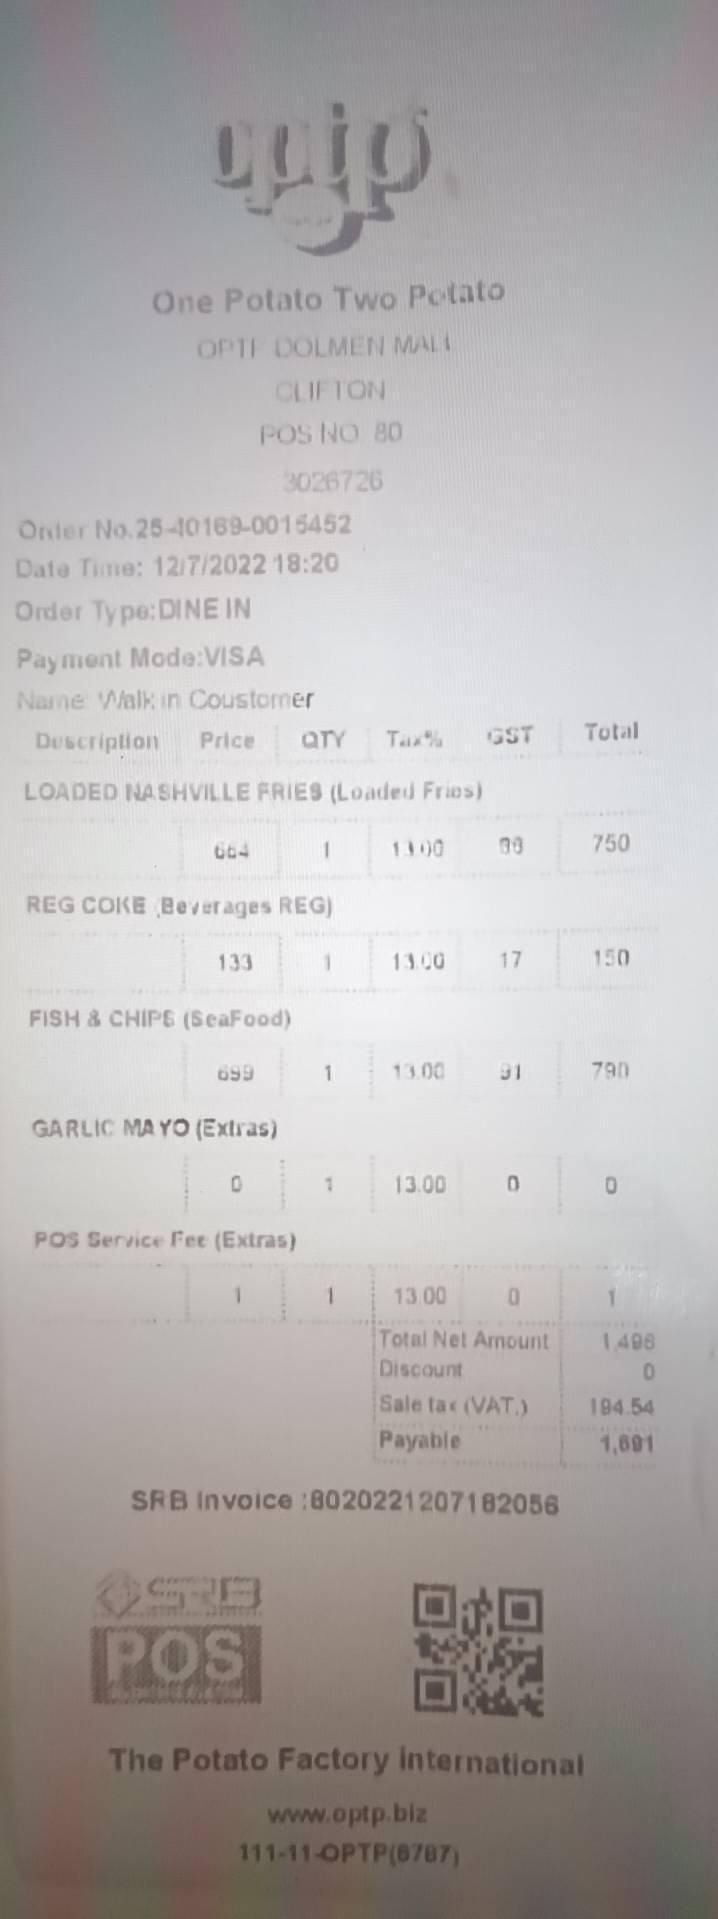 optp
One Potato Two Potato
OPTP DOLMEN MALL
CLIFTON
POS NO 80
3026726
Order No.25-40169-0015452
Date Time: 12/7/2022 18:20
Order Type:DINE IN
Payment Mode:VISA
Name: Walk in Coustomer
Description Price QTY Tax% GST Total
LOADED NASHVILLE FRIES (Loaded Fries)
664 1 13.00 86 750
REG COKE (Beverages REG)
133 1 13.00 17 150
FISH & CHIPS (SeaFood)
699 1 13.00 91 790
GARLIC MAYO (Extras)
0 1 13.00 0 0
POS Service Fee (Extras)
1 1 13.00 0 1
Total Net Amount 1,496
Discount 0
Sale tax (VAT.) 194.54
Payable 1,691
SRB Invoice :8020221207182056
SRB
POS
The Potato Factory international
www.optp.biz
111-11-OPTP(6787)